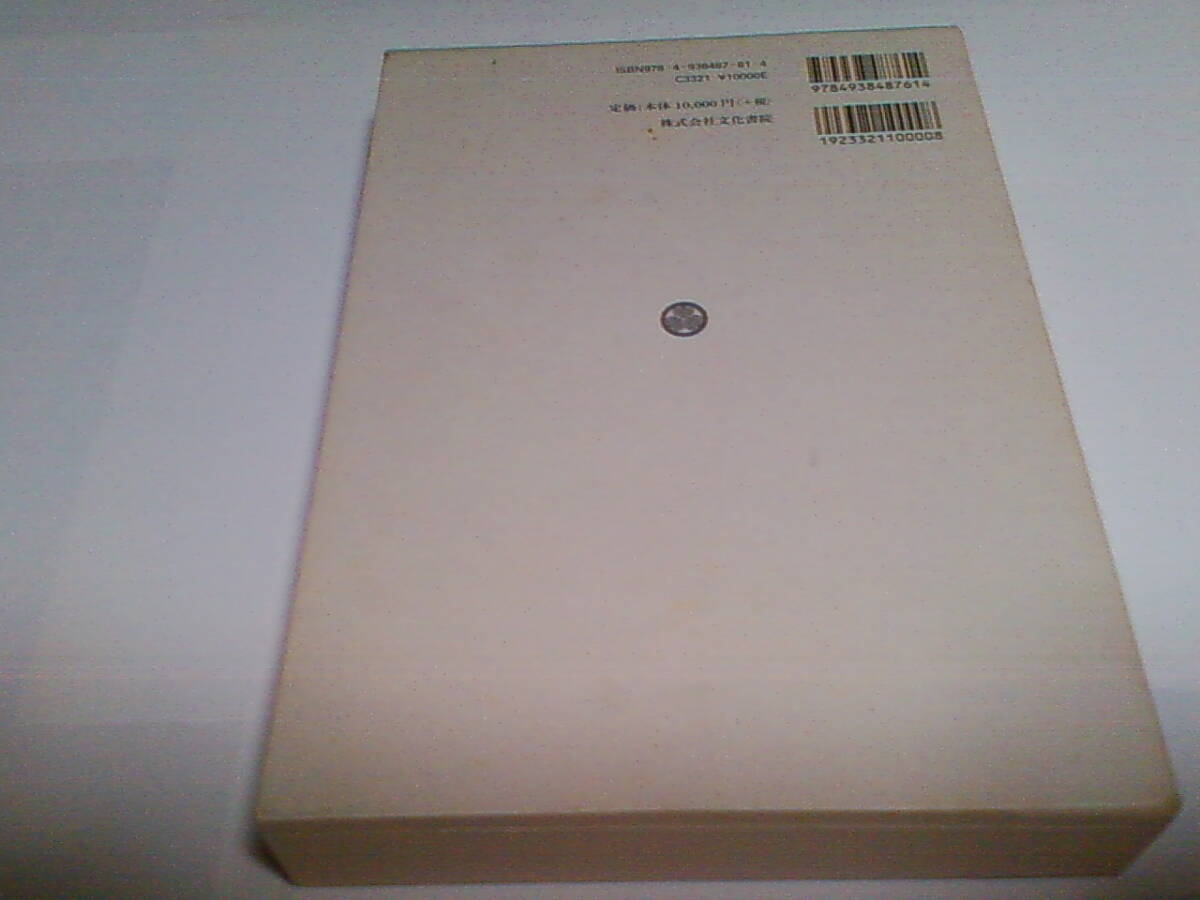 ISBN978-4-938487-61-4
C3321 ¥10000E
定価:本体10,000円(+税)
株式会社文化書院
9784938487614
1923321100008